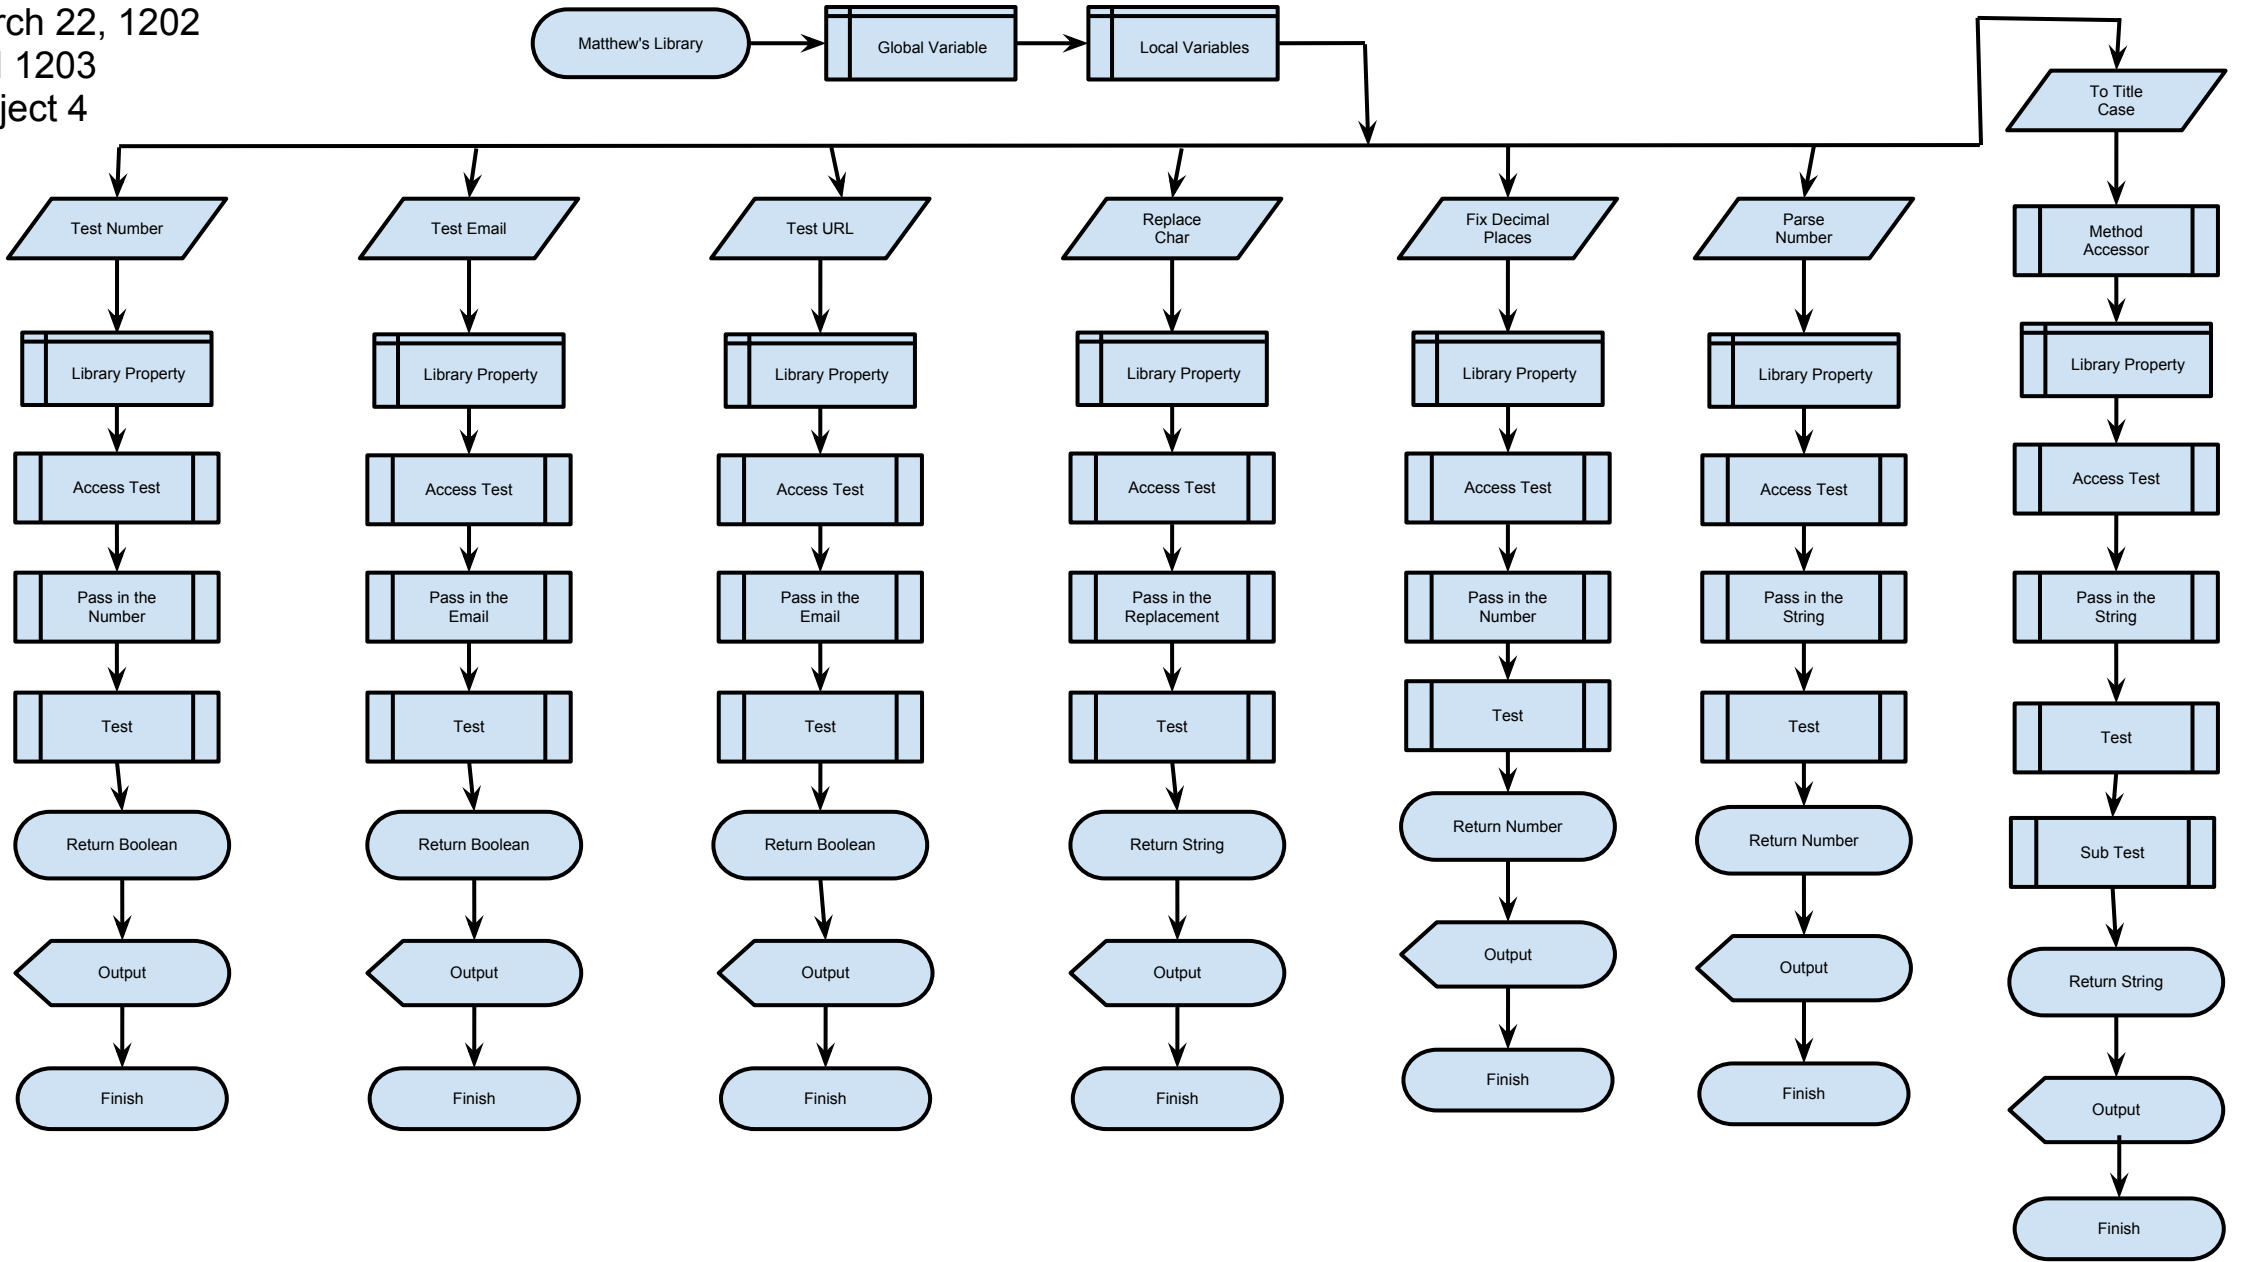 rch 22, 1202
1203
ject 4
Matthew's Library
Global Variable
Local Variables
To Title
Case
Test Number
Test Email
Test URL
Replace
Char
Fix Decimal
Places
Parse
Number
Method
Accessor
Library Property
Library Property
Library Property
Library Property
Library Property
Library Property
Library Property
Access Test
Access Test
Access Test
Access Test
Access Test
Access Test
Access Test
Pass in the
Number
Pass in the
Email
Pass in the
Email
Pass in the
Replacement
Pass in the
Number
Pass in the
String
Pass in the
String
Test
Test
Test
Test
Test
Test
Test
Return Boolean
Return Boolean
Return Boolean
Return String
Return Number
Return Number
Sub Test
Output
Output
Output
Output
Output
Output
Return String
Finish
Finish
Finish
Finish
Finish
Finish
Output
Finish